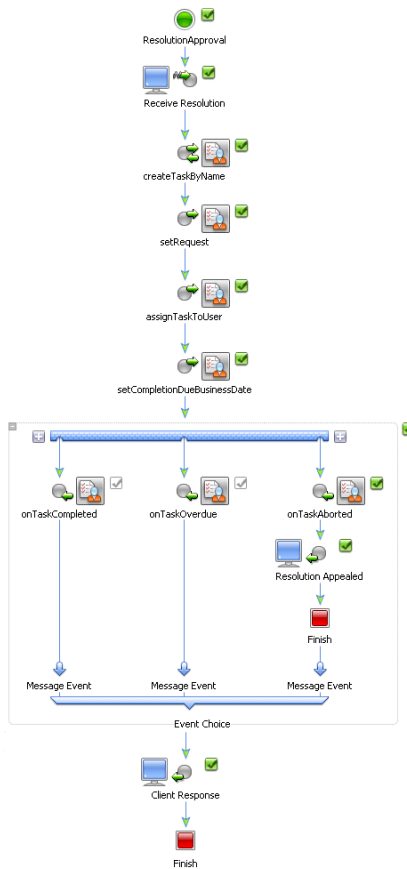 ResolutionApproval
Receive Resolution
createTaskByName
setRequest
assignTaskToUser
setCompletionDueBusinessDate
onTaskCompleted
onTaskOverdue
onTaskAborted
Resolution Appealed
Finish
Message Event
Message Event
Message Event
Event Choice
Client Response
Finish